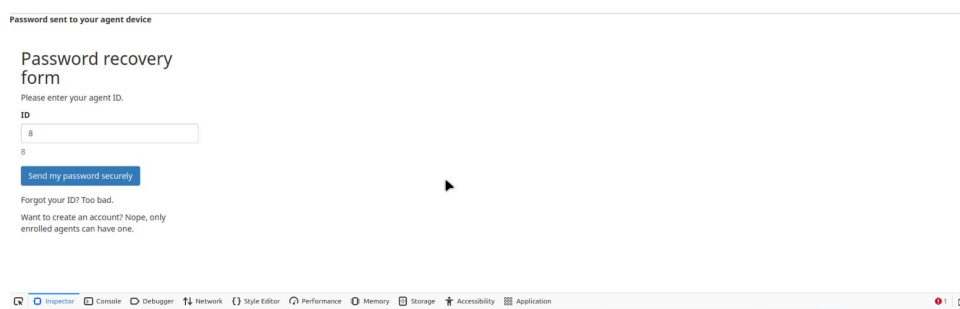 Password sent to your agent device
Password recovery
form
Please enter your agent ID.
ID
8
8
Send my password securely
Forgot your ID? Too bad.
Want to create an account? Nope, only
enrolled agents can have one.
Inspector Console Debugger Network {} Style Editor Performance Memory Storage Accessibility Application 1